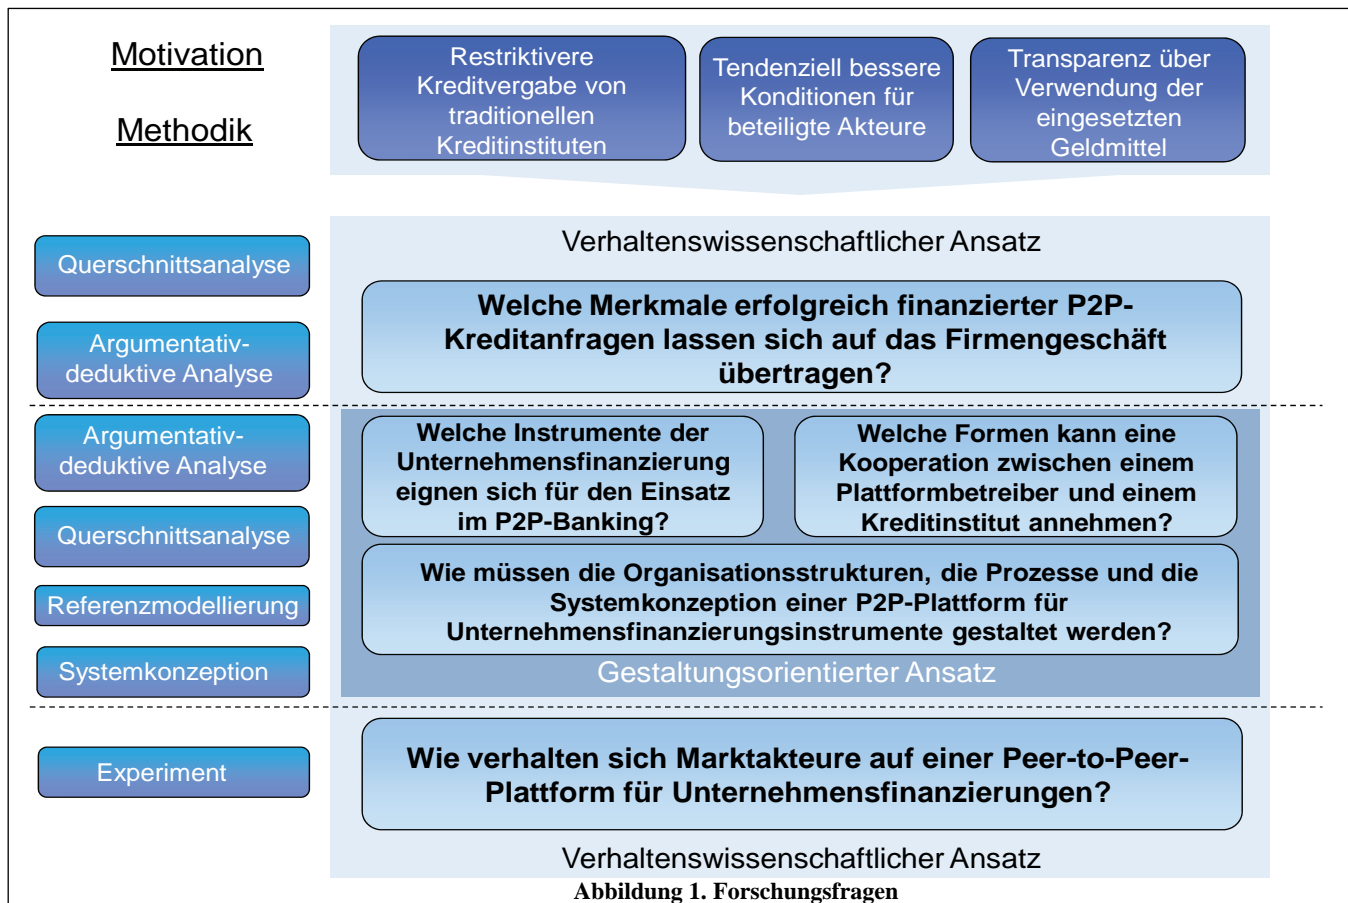 Motivation
Methodik
Restriktivere
Kreditvergabe von
traditionellen
Kreditinstituten
Tendenziell bessere
Konditionen für
beteiligte Akteure
Transparenz über
Verwendung der
eingesetzten
Geldmittel
Querschnittsanalyse
Argumentativ-
deduktive Analyse
Verhaltenswissenschaftlicher Ansatz
Welche Merkmale erfolgreich finanzierter P2P-
Kreditanfragen lassen sich auf das Firmengeschäft
übertragen?
Argumentativ-
deduktive Analyse
Querschnittsanalyse
Referenzmodellierung
Systemkonzeption
Welche Instrumente der
Unternehmensfinanzierung
eignen sich für den Einsatz
im P2P-Banking?
Welche Formen kann eine
Kooperation zwischen einem
Plattformbetreiber und einem
Kreditinstitut annehmen?
Wie müssen die Organisationsstrukturen, die Prozesse und die
Systemkonzeption einer P2P-Plattform für
Unternehmensfinanzierungsinstrumente gestaltet werden?
Gestaltungsorientierter Ansatz
Experiment
Wie verhalten sich Marktakteure auf einer Peer-to-Peer-
Plattform für Unternehmensfinanzierungen?
Verhaltenswissenschaftlicher Ansatz
Abbildung 1. Forschungsfragen